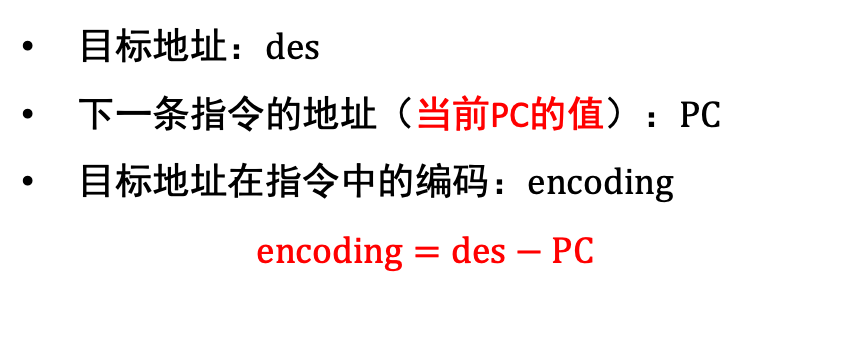 • 目标地址：des
• 下一条指令的地址（当前PC的值）：PC
• 目标地址在指令中的编码：encoding
encoding = des − PC